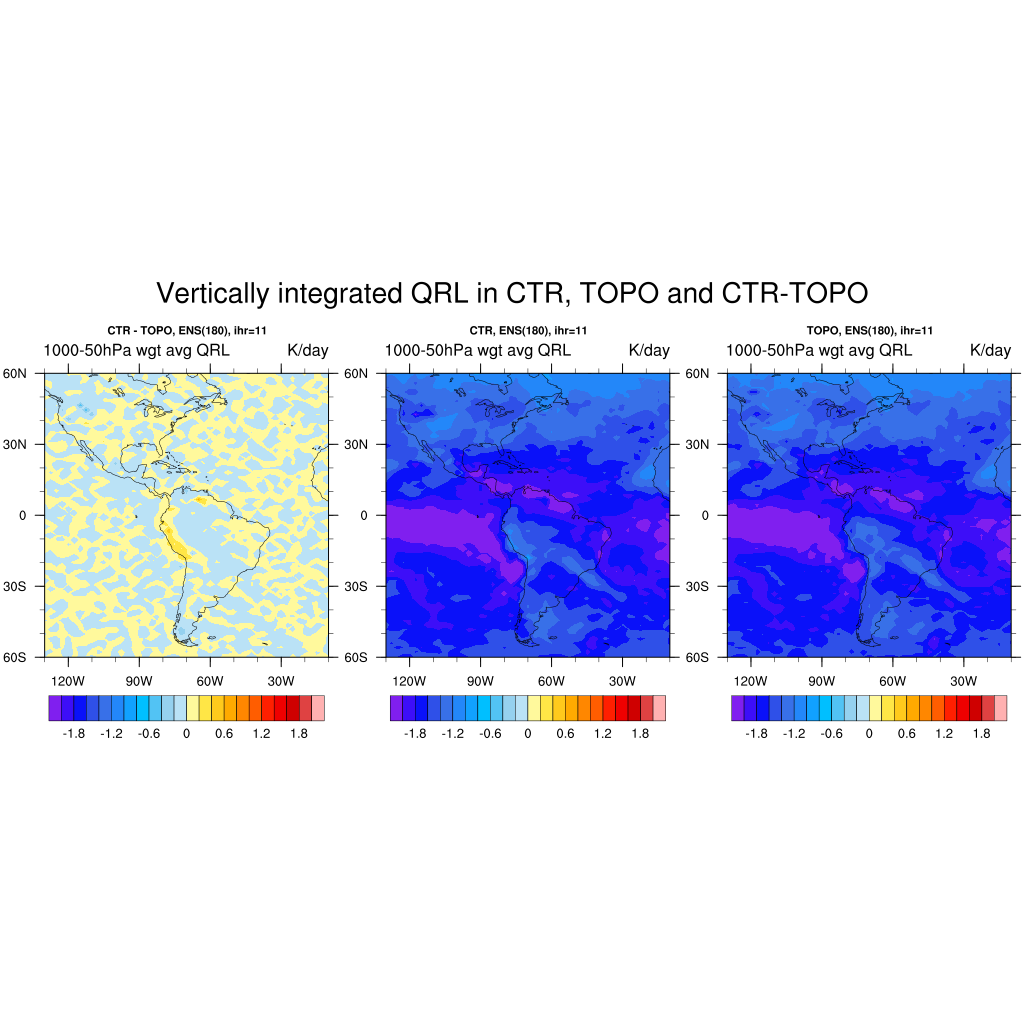 Vertically integrated QRL in CTR, TOPO and CTR-TOPO
CTR - TOPO, ENS(180), ihr=11
1000-50hPa wgt avg QRL K/day
60N
30N
0
30S
60S
120W 90W 60W 30W
-1.8 -1.2 -0.6 0 0.6 1.2 1.8
CTR, ENS(180), ihr=11
1000-50hPa wgt avg QRL K/day
60N
30N
0
30S
60S
120W 90W 60W 30W
-1.8 -1.2 -0.6 0 0.6 1.2 1.8
TOPO, ENS(180), ihr=11
1000-50hPa wgt avg QRL K/day
60N
30N
0
30S
60S
120W 90W 60W 30W
-1.8 -1.2 -0.6 0 0.6 1.2 1.8